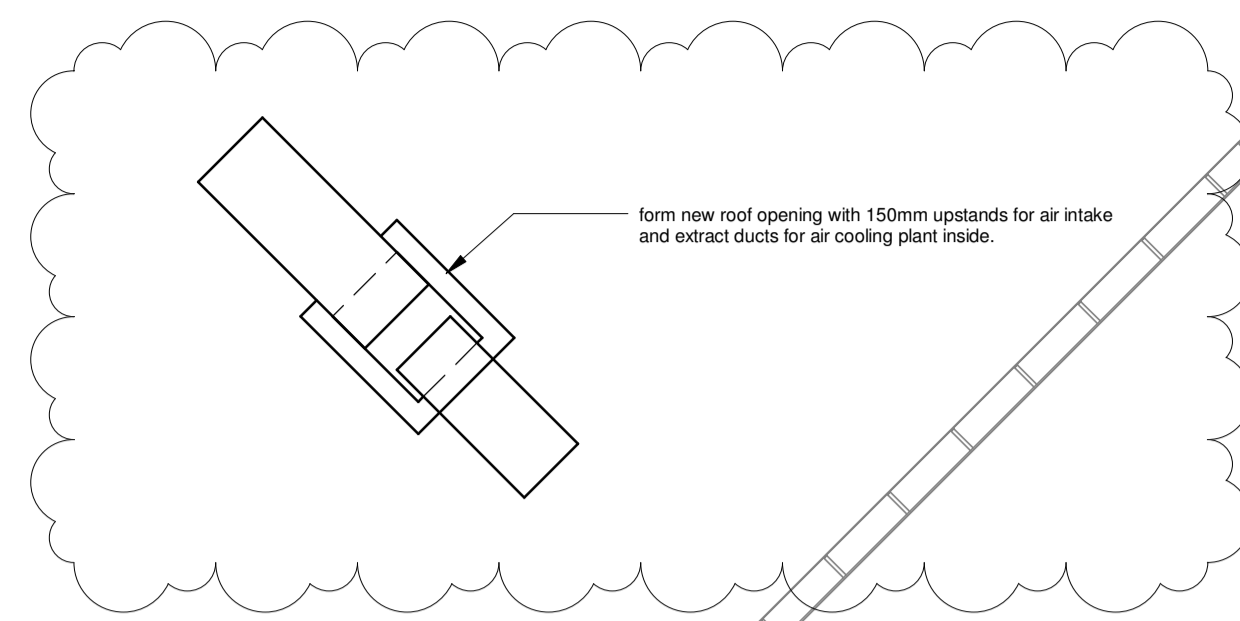 form new roof opening with 150mm upstands for air intake
and extract ducts for air cooling plant inside.